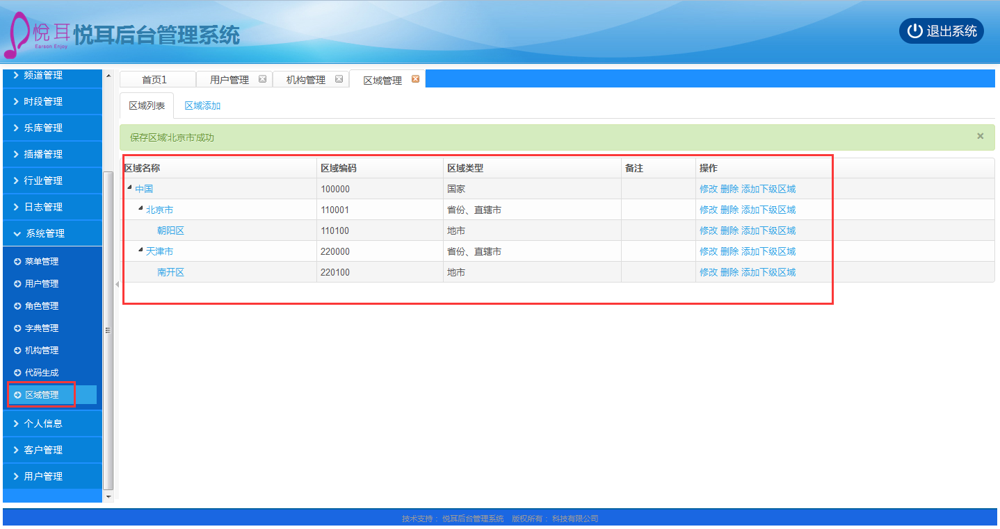 悦耳
Earson Enjoy
悦耳后台管理系统
退出系统
频道管理
时段管理
乐库管理
插播管理
行业管理
日志管理
系统管理
菜单管理
用户管理
角色管理
字典管理
机构管理
代码生成
区域管理
个人信息
客户管理
用户管理
首页1 用户管理 机构管理 区域管理
区域列表 区域添加
保存区域'北京市'成功 ×
区域名称 区域编码 区域类型 备注 操作
中国 100000 国家 修改 删除 添加下级区域
北京市 110001 省份、直辖市 修改 删除 添加下级区域
朝阳区 110100 地市 修改 删除 添加下级区域
天津市 220000 省份、直辖市 修改 删除 添加下级区域
南开区 220100 地市 修改 删除 添加下级区域
技术支持： 悦耳后台管理系统 版权所有： 科技有限公司